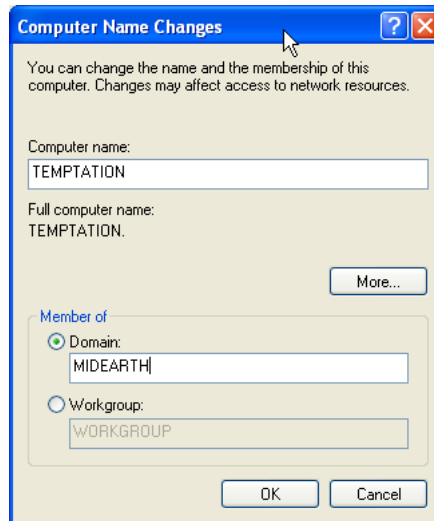 Computer Name Changes
You can change the name and the membership of this
computer. Changes may affect access to network resources.
Computer name:
TEMPTATION
Full computer name:
TEMPTATION.
More...
Member of
Domain:
MIDEARTH
Workgroup:
WORKGROUP
OK Cancel